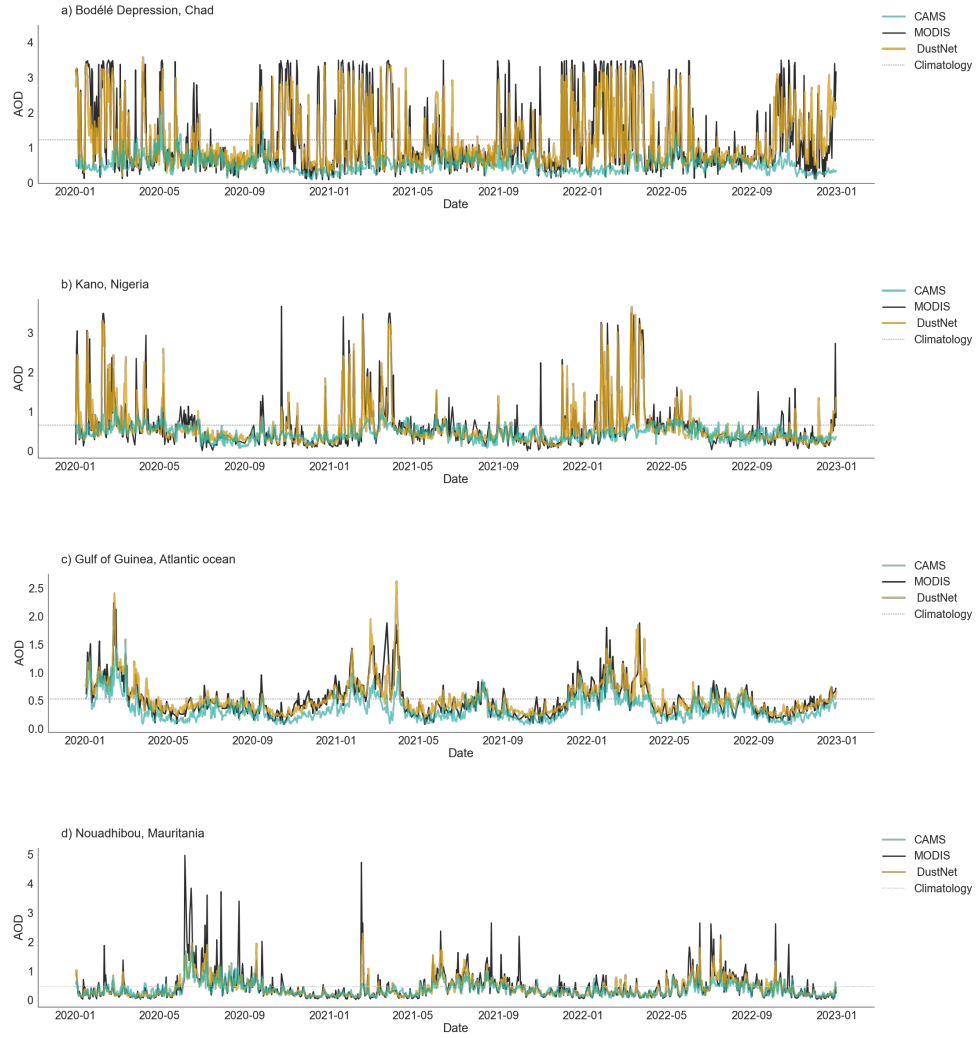 a) Bodélé Depression, Chad
CAMS
MODIS
DustNet
Climatology
AOD
4
3
2
1
0
2020-01 2020-05 2020-09 2021-01 2021-05 2021-09 2022-01 2022-05 2022-09 2023-01
Date
b) Kano, Nigeria
CAMS
MODIS
DustNet
Climatology
AOD
3
2
1
0
2020-01 2020-05 2020-09 2021-01 2021-05 2021-09 2022-01 2022-05 2022-09 2023-01
Date
c) Gulf of Guinea, Atlantic ocean
CAMS
MODIS
DustNet
Climatology
AOD
2.5
2.0
1.5
1.0
0.5
0.0
2020-01 2020-05 2020-09 2021-01 2021-05 2021-09 2022-01 2022-05 2022-09 2023-01
Date
d) Nouadhibou, Mauritania
CAMS
MODIS
DustNet
Climatology
AOD
5
4
3
2
1
0
2020-01 2020-05 2020-09 2021-01 2021-05 2021-09 2022-01 2022-05 2022-09 2023-01
Date